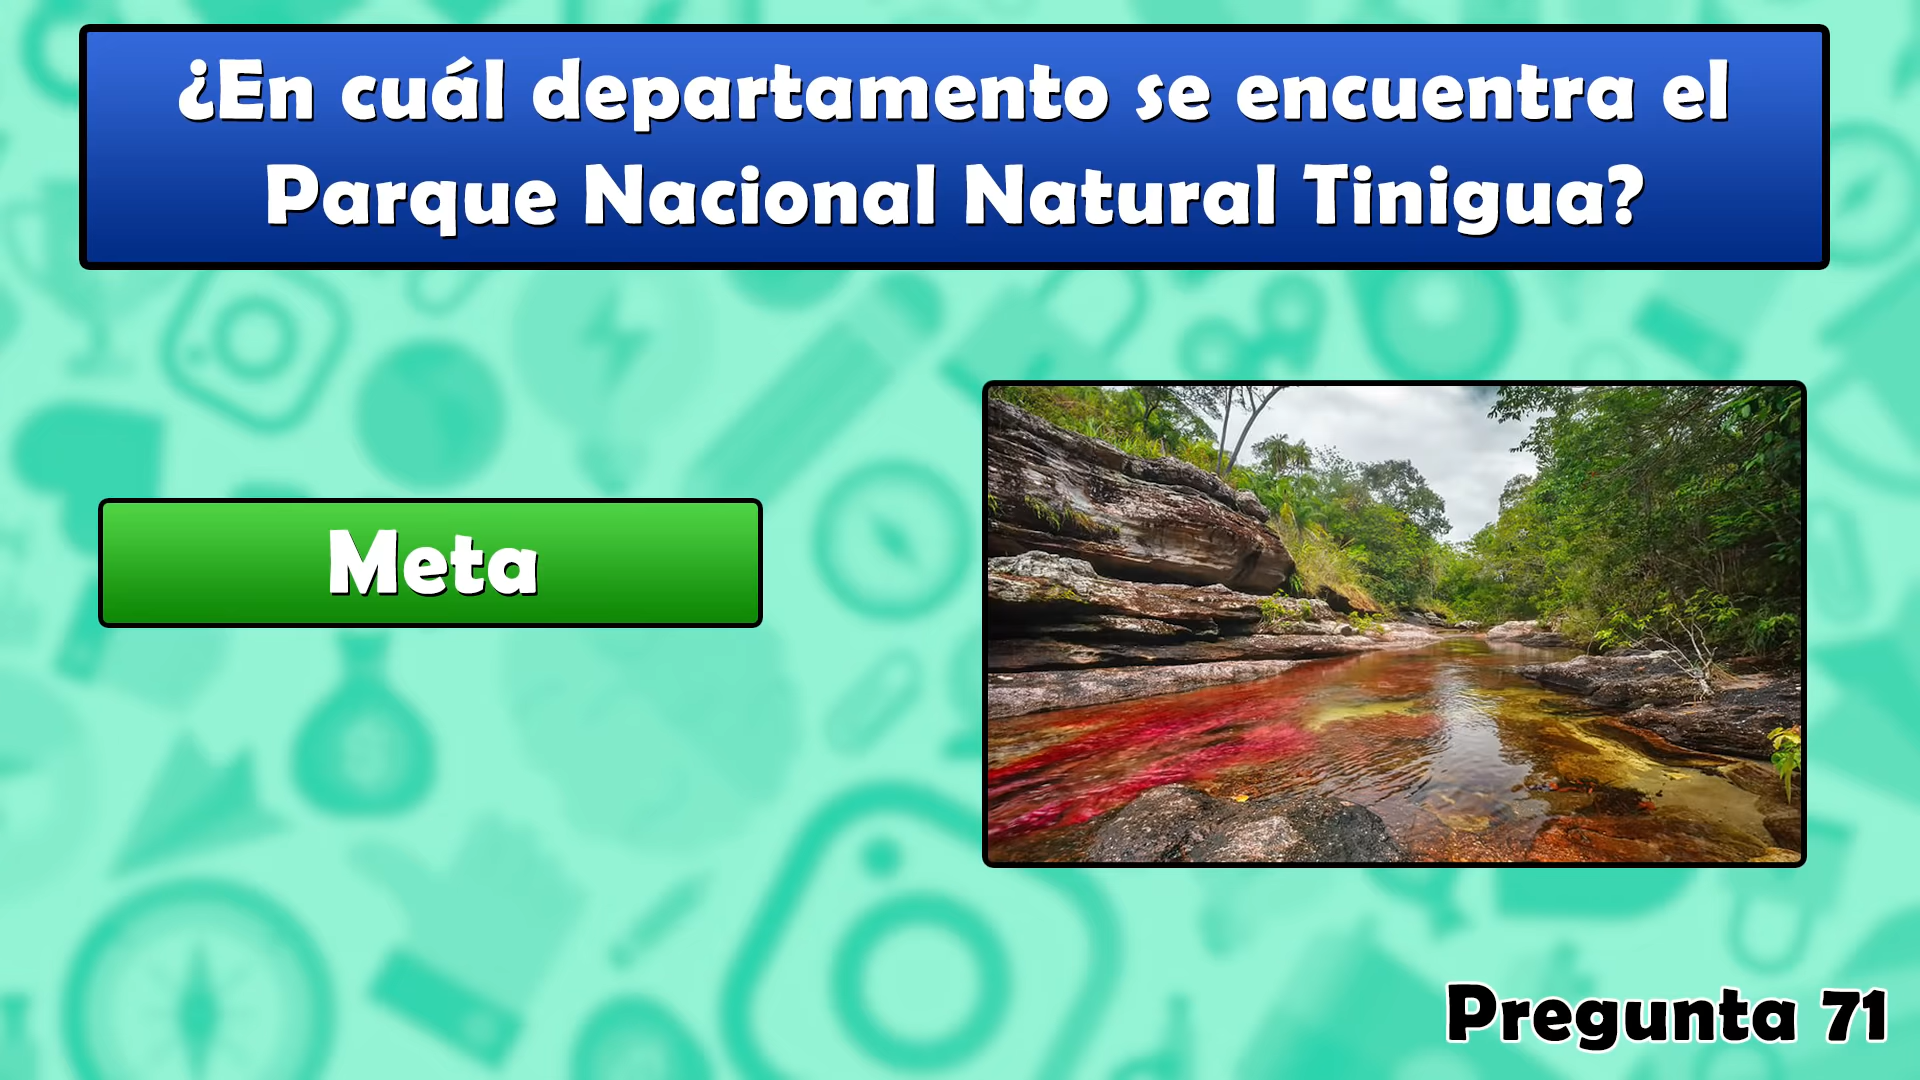 ¿En cuál departamento se encuentra el
Parque Nacional Natural Tinigua?
Meta
Pregunta 71